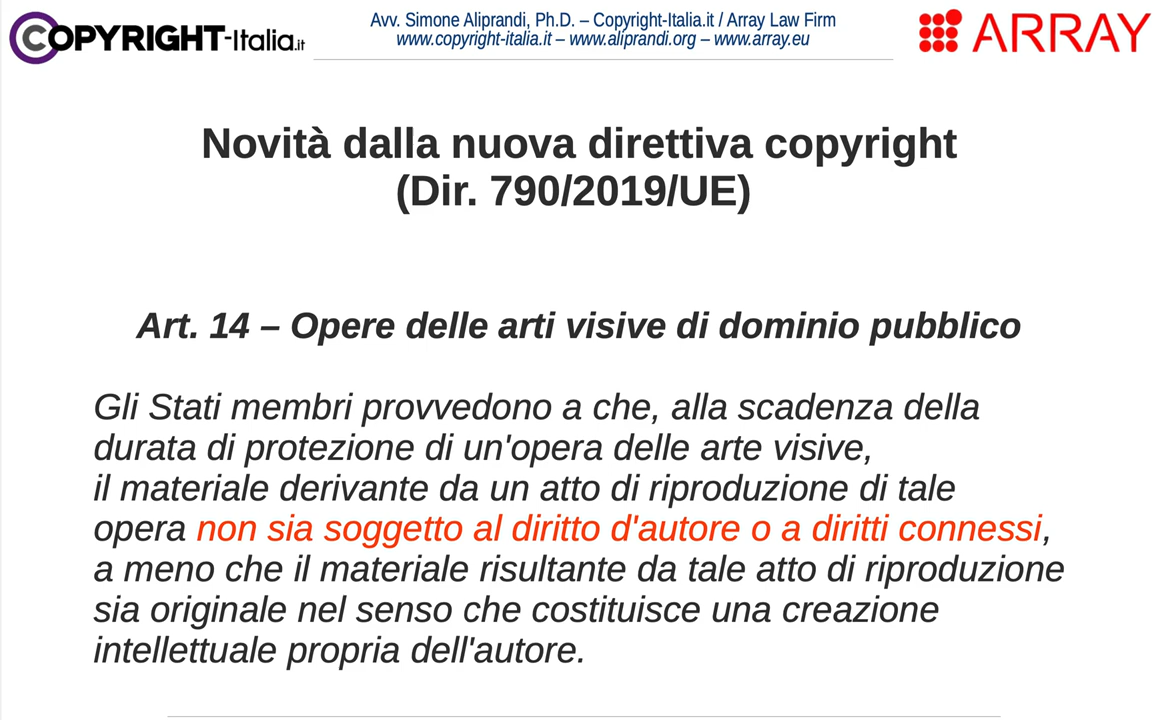 COPYRIGHT-Italia.it
Avv. Simone Aliprandi, Ph.D. – Copyright-Italia.it / Array Law Firm
www.copyright-italia.it – www.aliprandi.org – www.array.eu
ARRAY
Novità dalla nuova direttiva copyright
(Dir. 790/2019/UE)
Art. 14 – Opere delle arti visive di dominio pubblico
Gli Stati membri provvedono a che, alla scadenza della
durata di protezione di un'opera delle arte visive,
il materiale derivante da un atto di riproduzione di tale
opera non sia soggetto al diritto d'autore o a diritti connessi,
a meno che il materiale risultante da tale atto di riproduzione
sia originale nel senso che costituisce una creazione
intellettuale propria dell'autore.